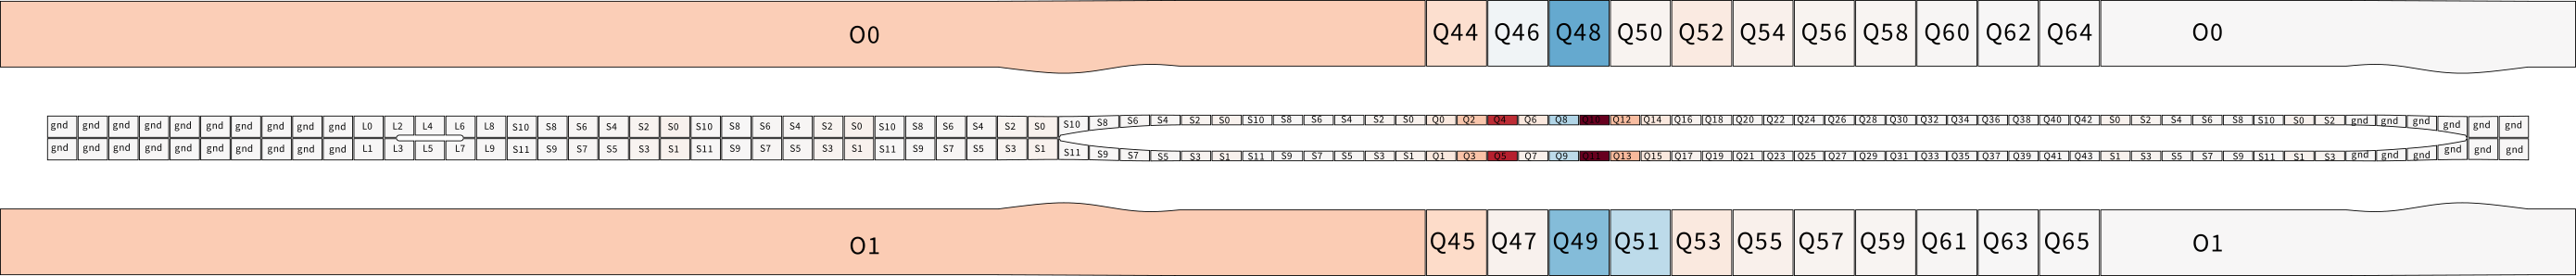 O0 Q44 Q46 Q48 Q50 Q52 Q54 Q56 Q58 Q60 Q62 Q64 O0
gnd gnd gnd gnd gnd gnd gnd gnd gnd gnd L0 L2 L4 L6 L8 S10 S8 S6 S4 S2 S0 S10 S8 S6 S4 S2 S0 S10 S8 S6 S4 S2 S0 S10 S8 S6 S4 S2 S0 S10 S8 S6 S4 S2 S0 Q0 Q2 Q4 Q6 Q8 Q10 Q12 Q14 Q16 Q18 Q20 Q22 Q24 Q26 Q28 Q30 Q32 Q34 Q36 Q38 Q40 Q42 S0 S2 S4 S6 S8 S10 S0 S2 gnd gnd gnd gnd gnd gnd
gnd gnd gnd gnd gnd gnd gnd gnd gnd gnd L1 L3 L5 L7 L9 S11 S9 S7 S5 S3 S1 S11 S9 S7 S5 S3 S1 S11 S9 S7 S5 S3 S1 S11 S9 S7 S5 S3 S1 S11 S9 S7 S5 S3 S1 Q1 Q3 Q5 Q7 Q9 Q11 Q13 Q15 Q17 Q19 Q21 Q23 Q25 Q27 Q29 Q31 Q33 Q35 Q37 Q39 Q41 Q43 S1 S3 S5 S7 S9 S11 S1 S3 gnd gnd gnd gnd gnd gnd
O1 Q45 Q47 Q49 Q51 Q53 Q55 Q57 Q59 Q61 Q63 Q65 O1